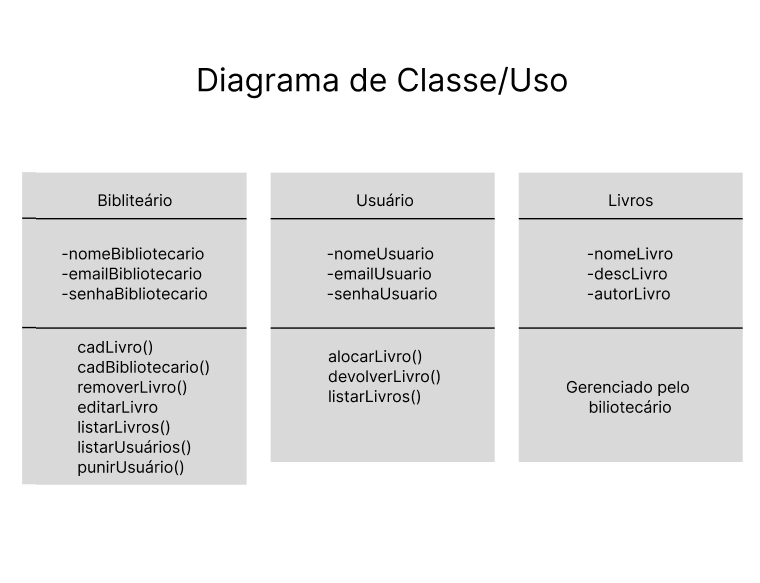 Diagrama de Classe/Uso
Bibliteário
-nomeBibliotecario
-emailBibliotecario
-senhaBibliotecario
cadLivro()
cadBibliotecario()
removerLivro()
editarLivro
listarLivros()
listarUsuários()
punirUsuário()
Usuário
-nomeUsuario
-emailUsuario
-senhaUsuario
alocarLivro()
devolverLivro()
listarLivros()
Livros
-nomeLivro
-descLivro
-autorLivro
Gerenciado pelo
biliotecário